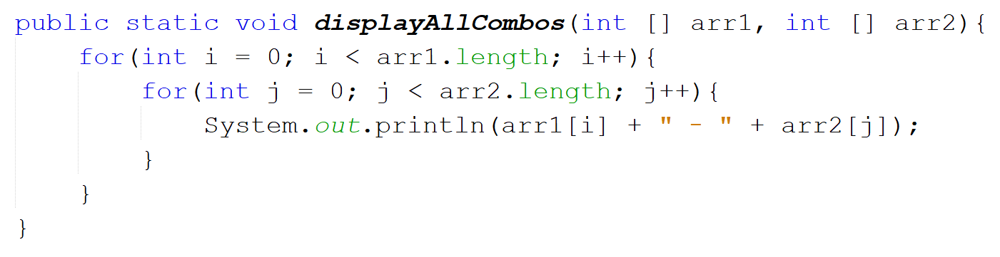 public static void displayAllCombos(int [] arr1, int [] arr2){
    for(int i = 0; i < arr1.length; i++){
        for(int j = 0; j < arr2.length; j++){
            System.out.println(arr1[i] + " - " + arr2[j]);
        }
    }
}